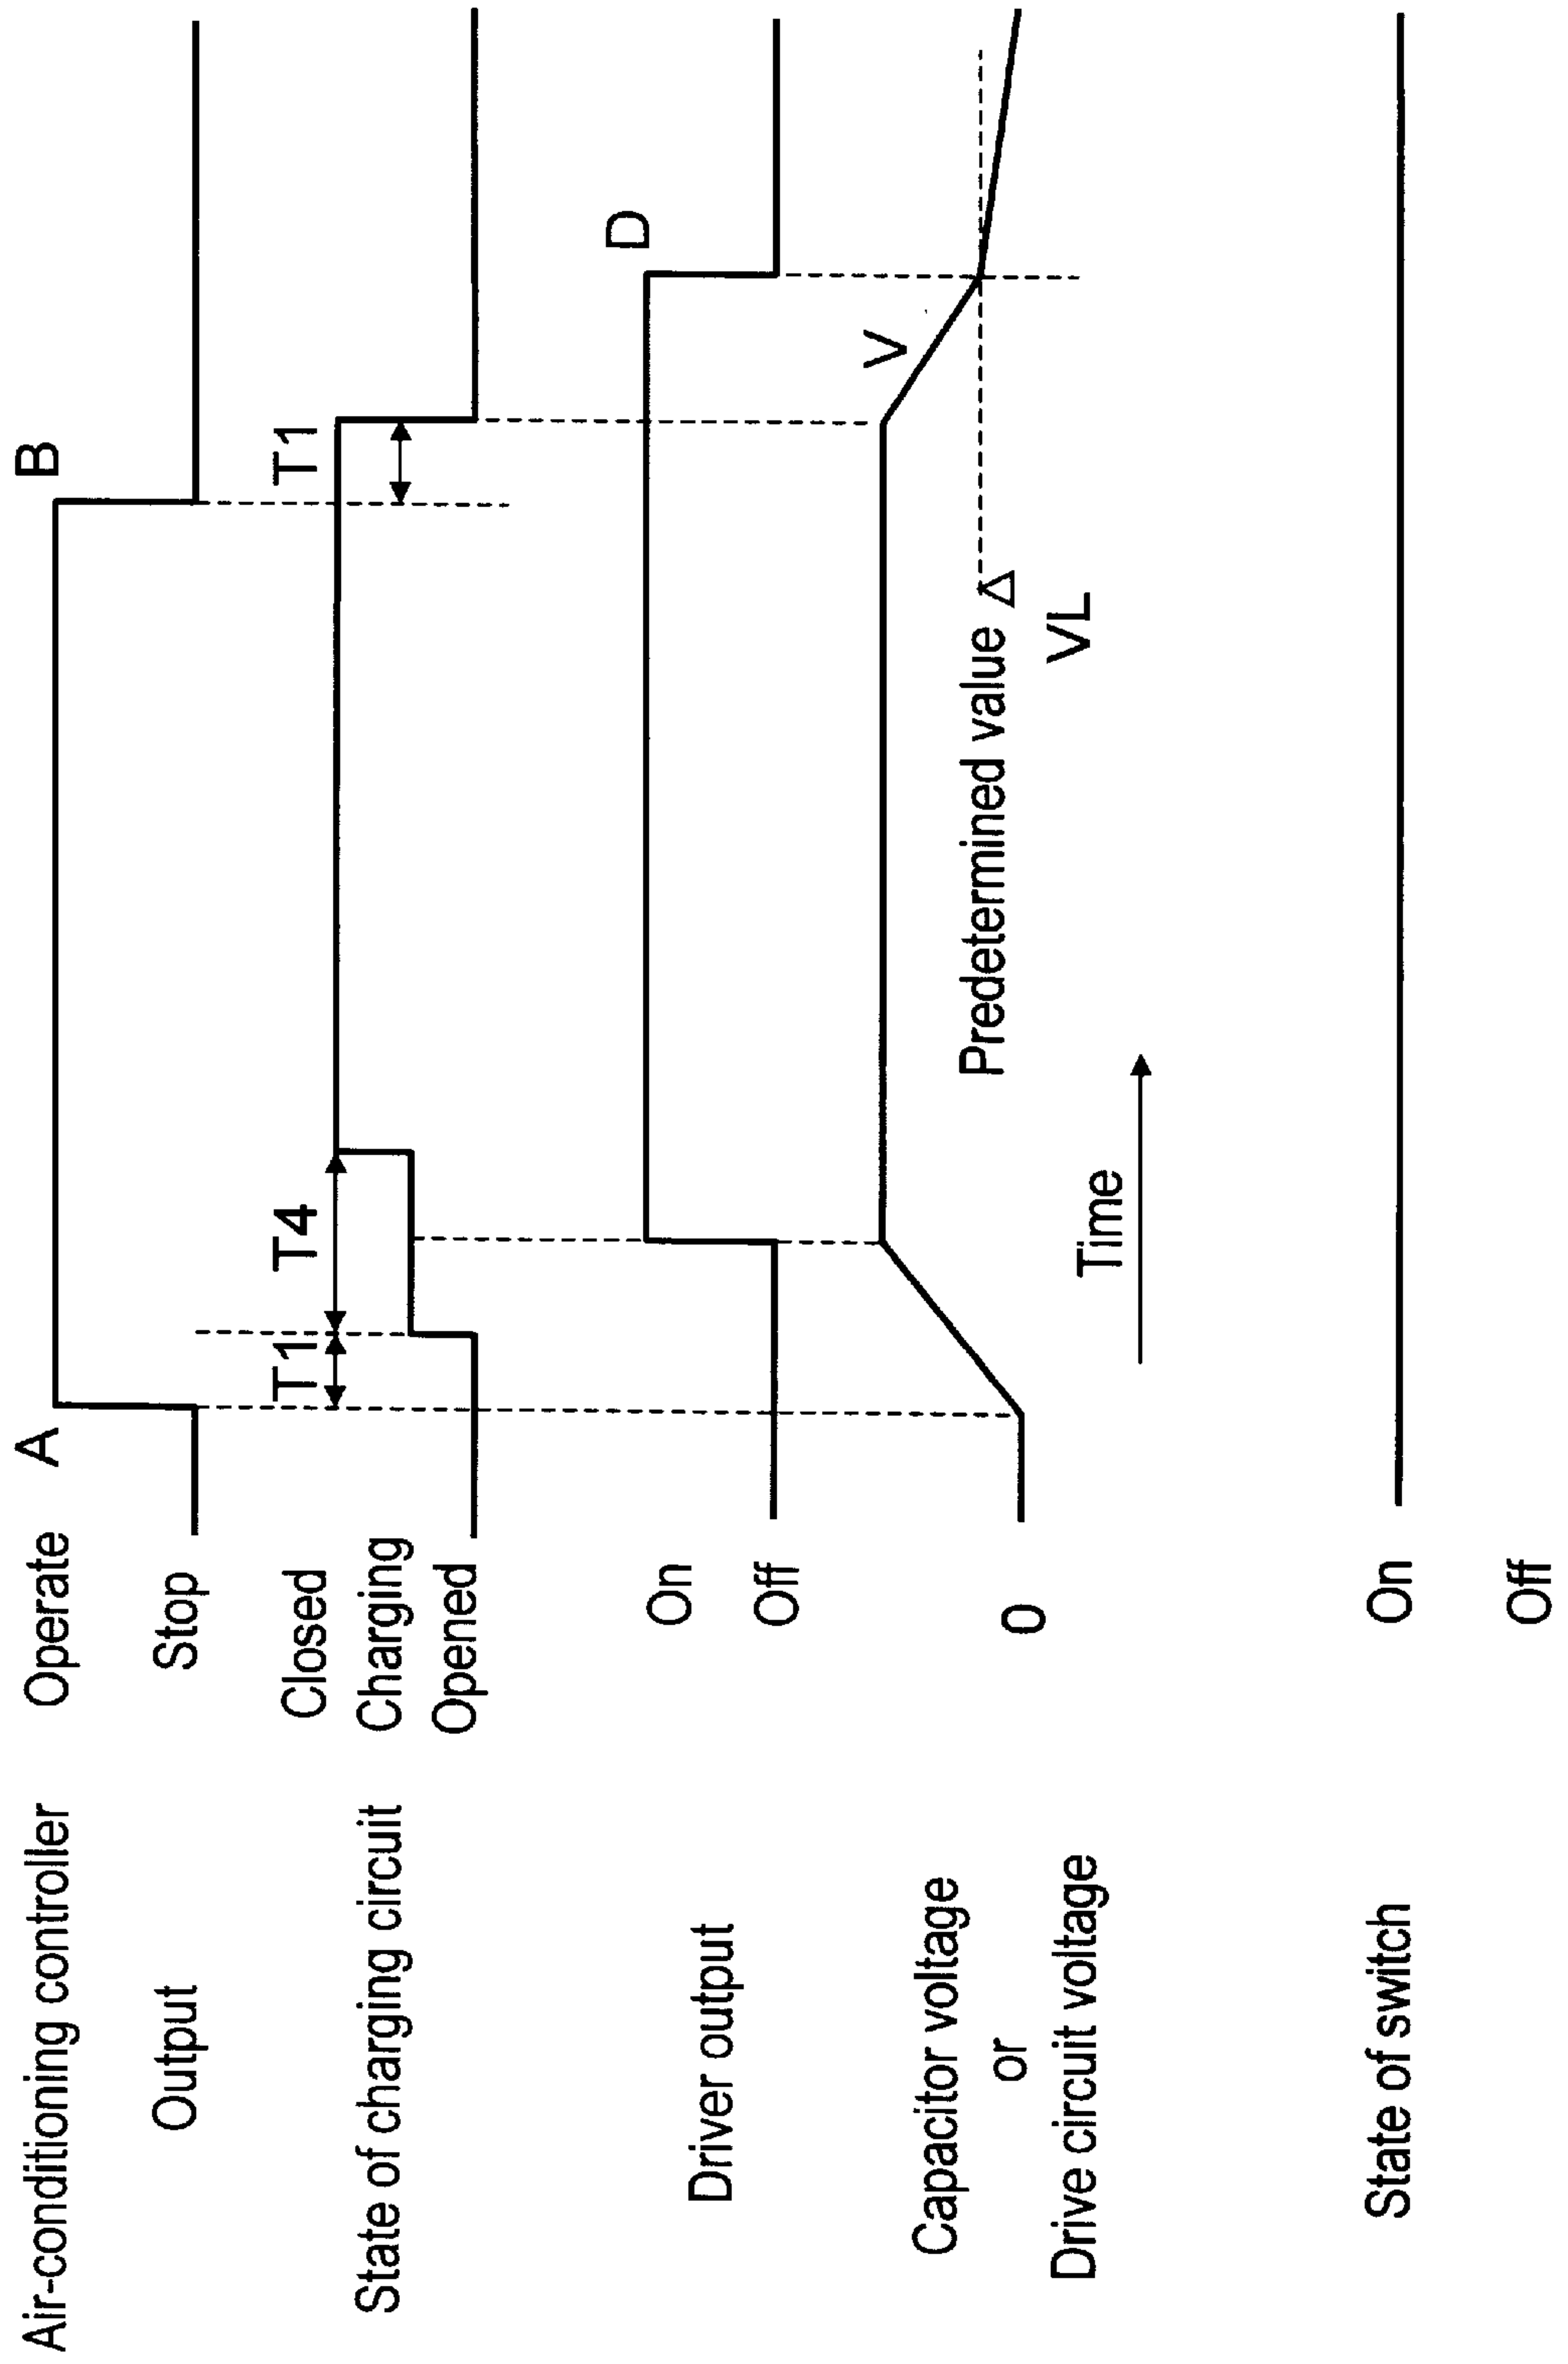 A
B
Air-conditioning controller
Operate
Output
Stop
T1
T4
T1
Closed
State of charging circuit
Charging
Opened
D
On
Driver output
Off
V
Capacitor voltage
or
Drive circuit voltage
0
Predetermined value Δ
VL
Time
State of switch
On
Off